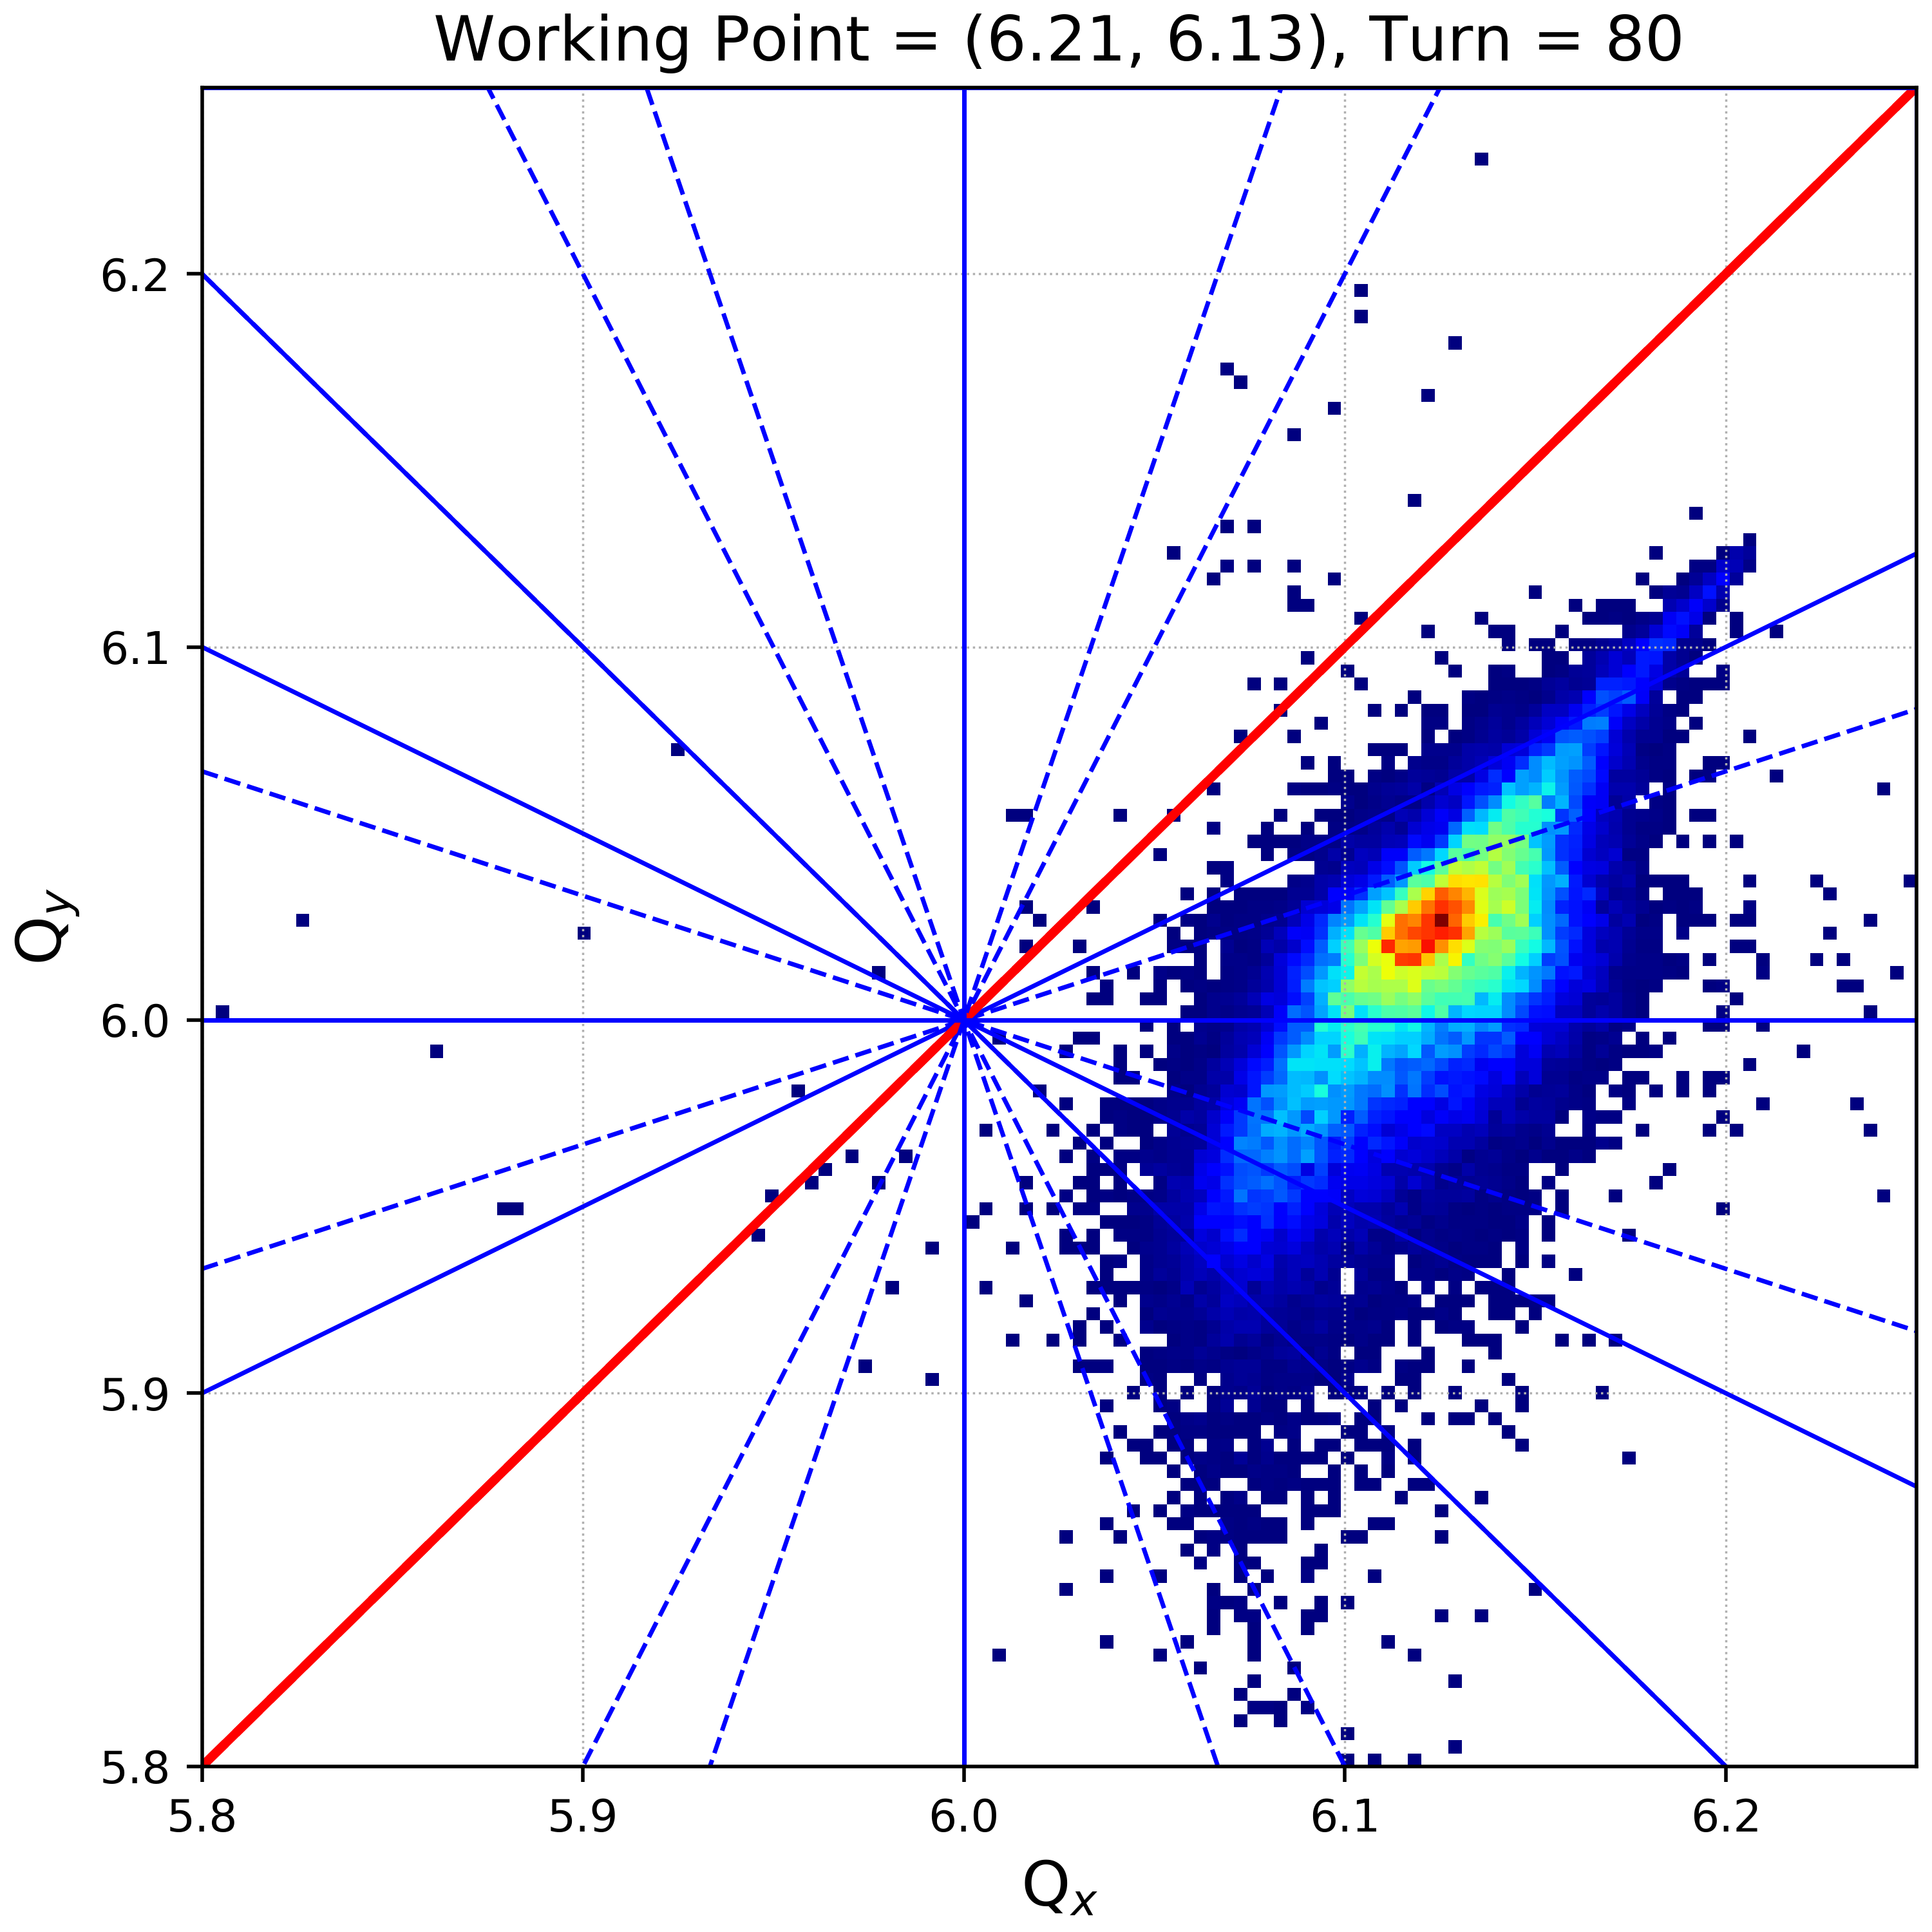 Working Point = (6.21, 6.13), Turn = 80
6.2
6.1
6.0
5.9
5.8
Qy
5.8 5.9 6.0 6.1 6.2
Qx